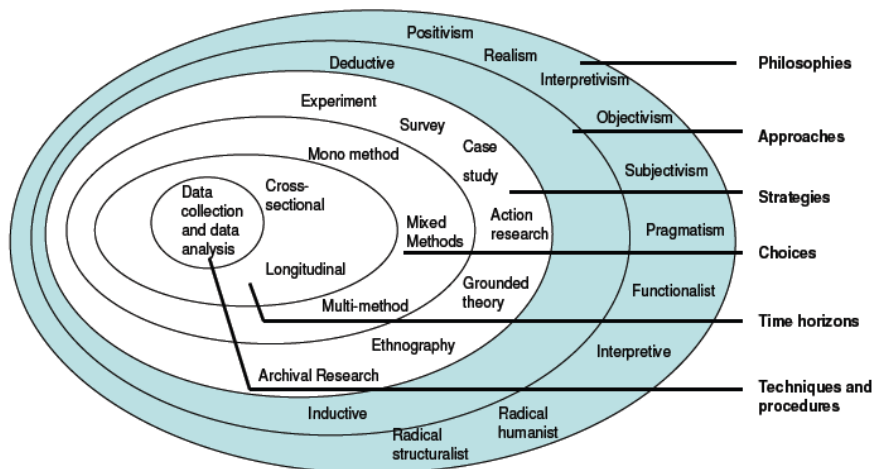 Positivism
Realism
Interpretivism
Objectivism
Subjectivism
Pragmatism
Functionalist
Interpretive
Radical
humanist
Radical
structuralist
Deductive
Inductive
Experiment
Survey
Case
study
Action
research
Grounded
theory
Ethnography
Archival Research
Mono method
Mixed
Methods
Multi-method
Cross-
sectional
Longitudinal
Data
collection
and data
analysis
Philosophies
Approaches
Strategies
Choices
Time horizons
Techniques and
procedures